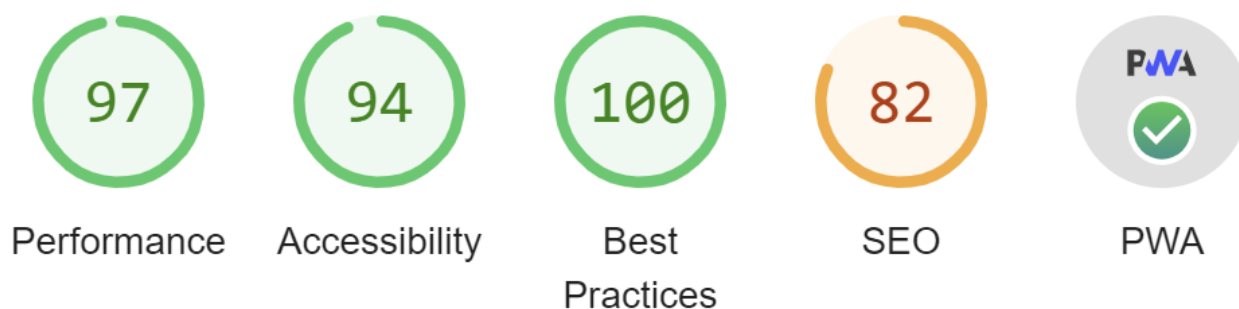 97
94
100
82
PWA
Performance
Accessibility
Best
Practices
SEO
PWA